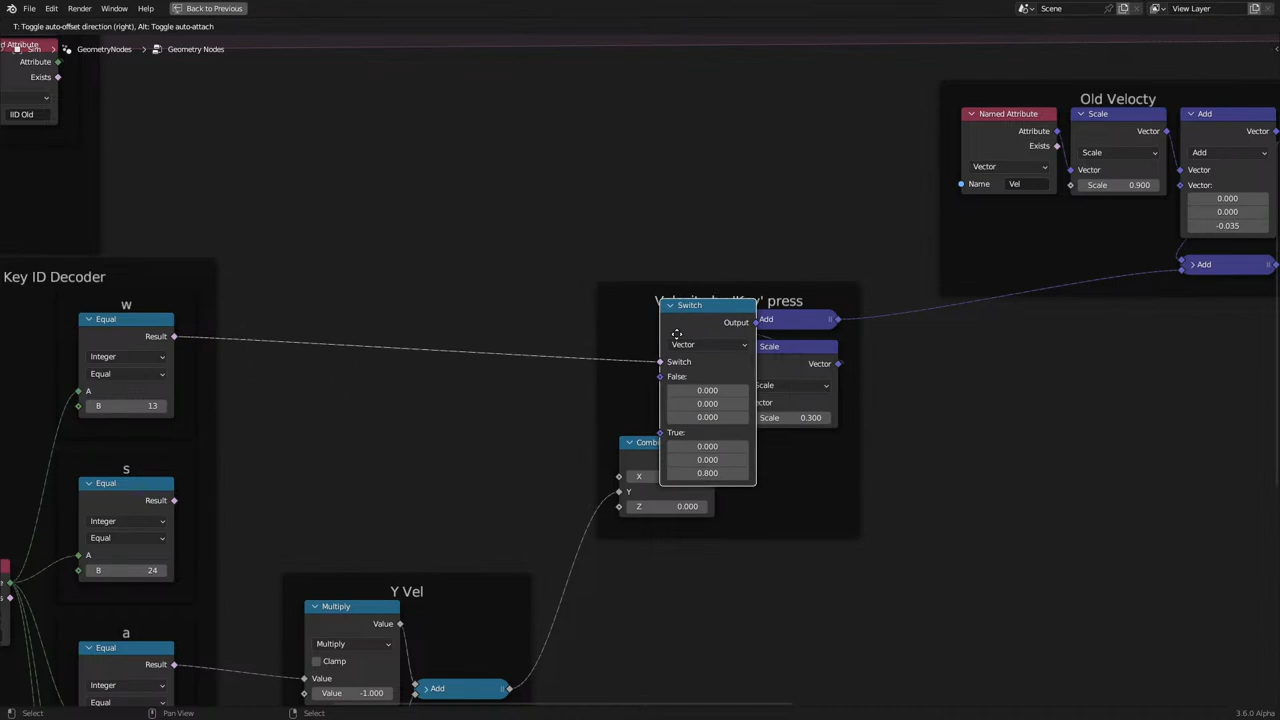 File Edit Render Window Help Back to Previous Scene View Layer
T: Toggle auto-offset direction (right), Alt: Toggle auto-attach
GeometryNodes Geometry Nodes
Attribute
Exists
IID Old
Old Velocty
Named Attribute
Attribute
Exists
Vector
Name Vel
Scale
Vector
Scale
Vector
Scale 0.900
Add
Vector
Add
Vector
Vector:
0.000
0.000
-0.035
Add
Key ID Decoder
w
Equal
Result
Integer
Equal
A
B 13
s
Equal
Result
Integer
Equal
A
B 24
a
Equal
Result
Integer
Equal
press
Switch
Output
Vector
Switch
False:
0.000
0.000
0.000
True:
0.000
0.000
0.800
Add
Scale
Vector
Scale 0.300
X
Y
Z 0.000
Y Vel
Multiply
Value
Multiply
Clamp
Value
Value -1.000
Add
Select Pan View Select 3.6.0 Alpha